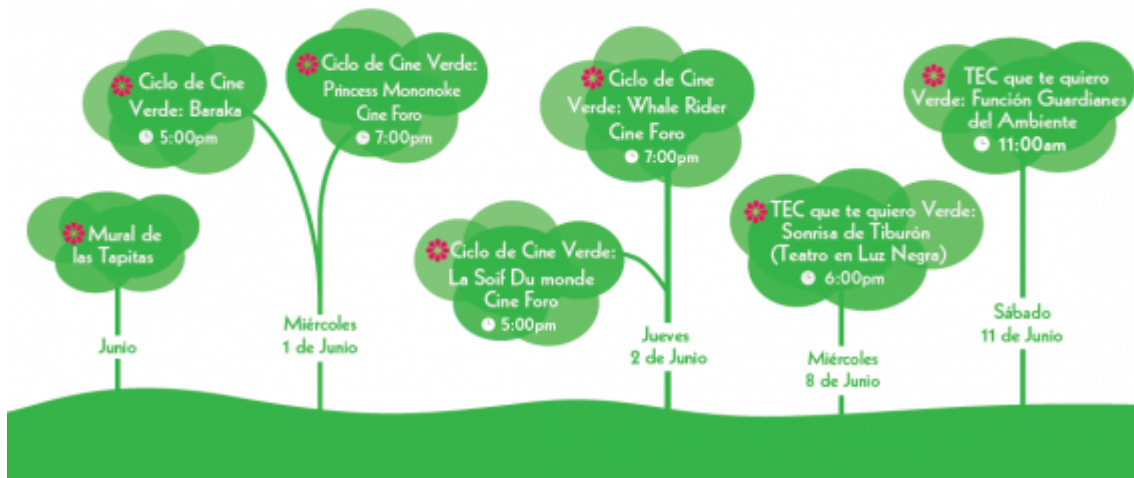 Mural de
las Tapitas
Junio
Ciclo de Cine
Verde: Baraka
5:00pm
Ciclo de Cine Verde:
Princess Mononoke
Cine Foro
7:00pm
Miércoles
1 de Junio
Ciclo de Cine Verde:
La Soif Du monde
Cine Foro
5:00pm
Ciclo de Cine
Verde: Whale Rider
Cine Foro
7:00pm
Jueves
2 de Junio
TEC que te quiero Verde:
Sonrisa de Tiburón
(Teatro en Luz Negra)
6:00pm
Miércoles
8 de Junio
TEC que te quiero
Verde: Función Guardianes
del Ambiente
11:00am
Sábado
11 de Junio